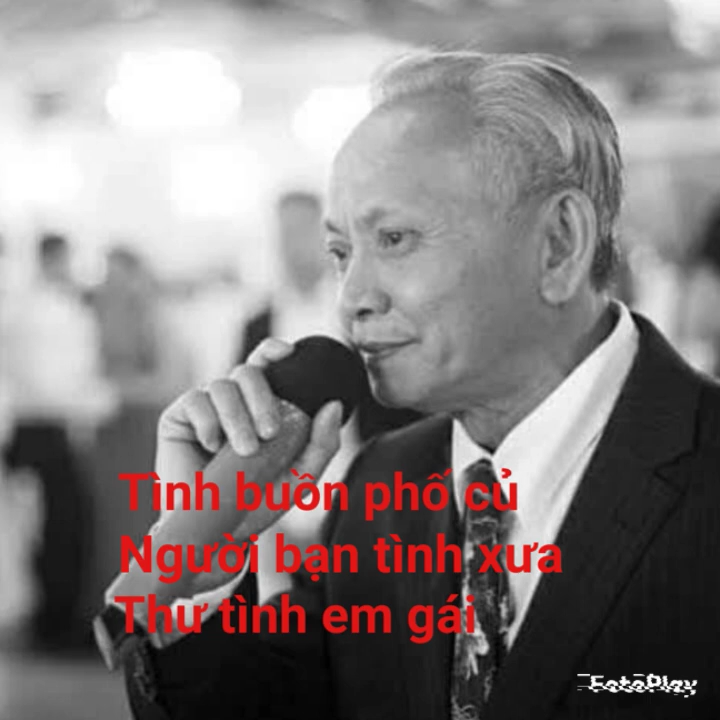 Tình buồn phố củ
Người bạn tình xưa
Thư tình em gái
FotoPlay